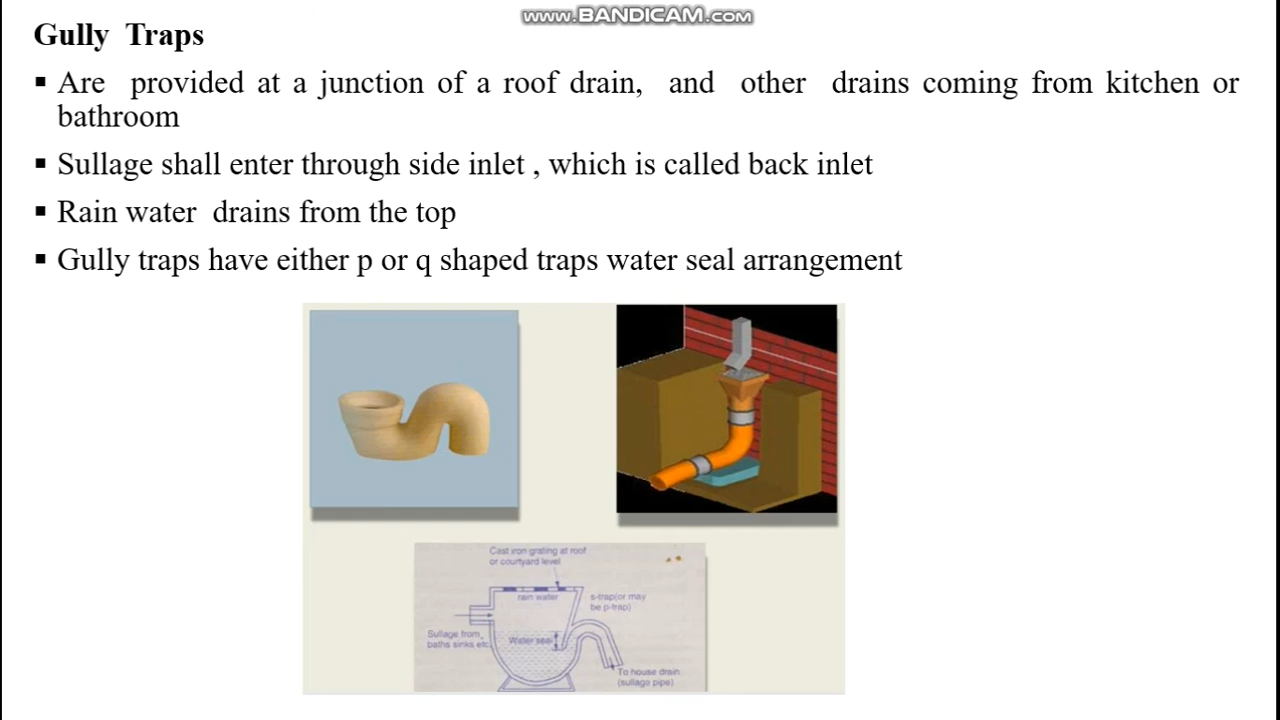 www.BANDICAM.com
Gully Traps
▪ Are provided at a junction of a roof drain, and other drains coming from kitchen or
bathroom
▪ Sullage shall enter through side inlet , which is called back inlet
▪ Rain water drains from the top
▪ Gully traps have either p or q shaped traps water seal arrangement
Cast iron grating at roof
or courtyard level
rain water
s-trap(or may
be p-trap)
Sullage from
baths sinks etc.
Water seal
To house drain
(sullago pipe)